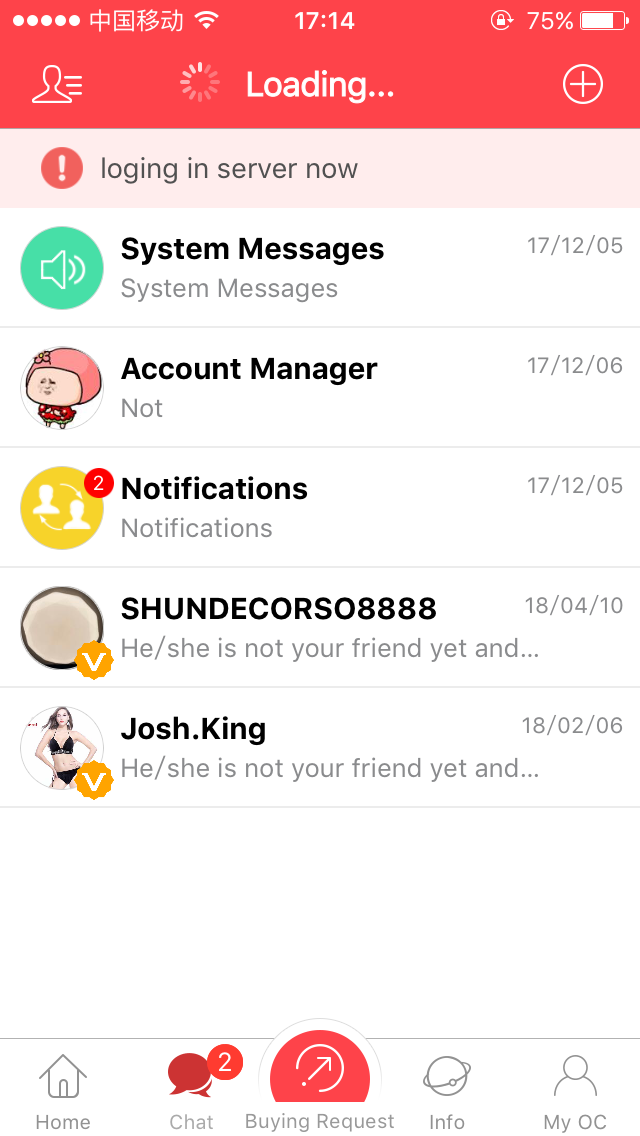 中国移动 17:14 75%
Loading...
loging in server now
System Messages 17/12/05
System Messages
Account Manager 17/12/06
Not
2 Notifications 17/12/05
Notifications
SHUNDECORSO8888 18/04/10
V He/she is not your friend yet and...
Josh.King 18/02/06
V He/she is not your friend yet and...
2
Home Chat Buying Request Info My OC